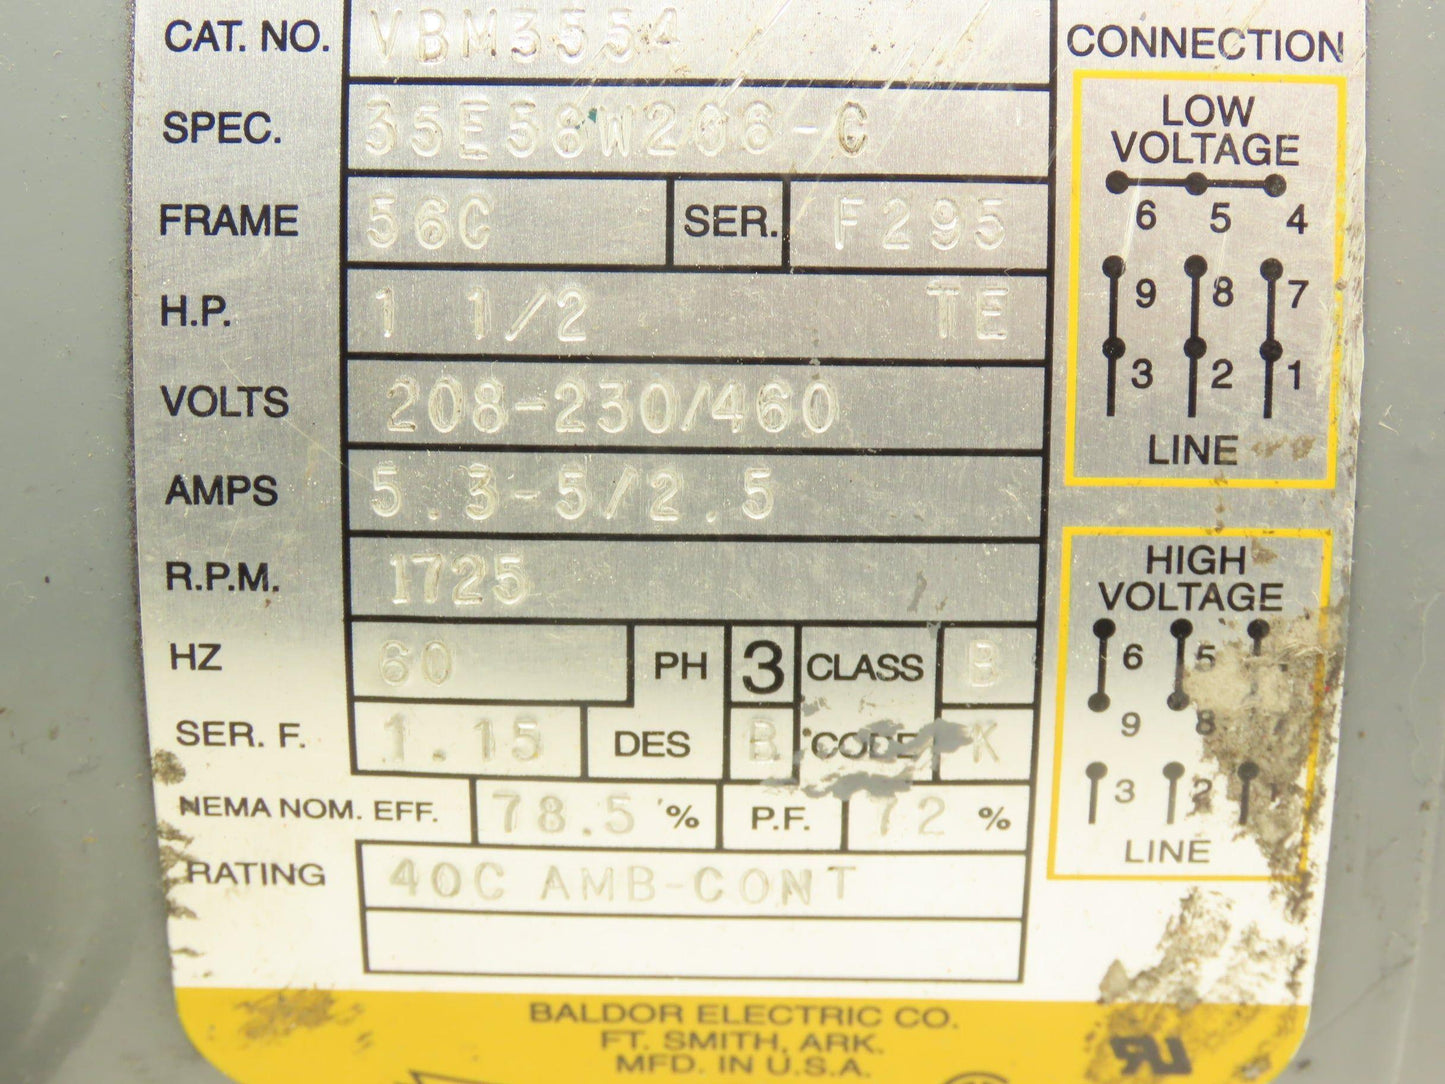 CAT. NO. VBM3554
SPEC. 35E58W206-G
FRAME 56C SER. F295
H.P. 1 1/2 TE
VOLTS 208-230/460
AMPS 5.3-5/2.5
R.P.M. 1725
HZ 60 PH 3 CLASS B
SER. F. 1.15 DES B CODE K
NEMA NOM. EFF. 78.5 % P.F. 72 %
RATING 40C AMB-CONT
CONNECTION
LOW
VOLTAGE
6 5 4
9 8 7
3 2 1
LINE
HIGH
VOLTAGE
6 5
9 8
3 2 1
LINE
BALDOR ELECTRIC CO.
FT. SMITH, ARK.
MFD. IN U.S.A.